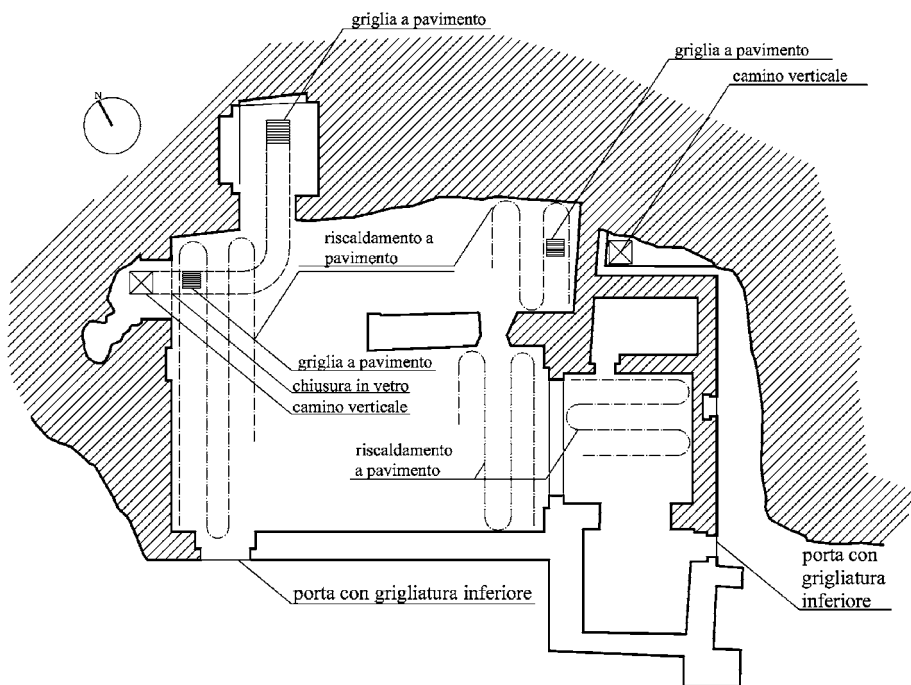 griglia a pavimento
griglia a pavimento
camino verticale
N
riscaldamento a
pavimento
griglia a pavimento
chiusura in vetro
camino verticale
riscaldamento
a pavimento
porta con grigliatura inferiore
porta con
grigliatura
inferiore